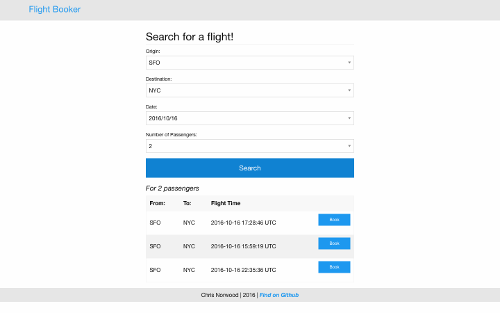 Flight Booker
Search for a flight!
Origin:
SFO
Destination:
NYC
Date:
2016/10/16
Number of Passengers:
2
Search
For 2 passengers
From: To: Flight Time
SFO NYC 2016-10-16 17:28:46 UTC Book
SFO NYC 2016-10-16 15:59:19 UTC Book
SFO NYC 2016-10-16 22:35:36 UTC Book
Chris Norwood | 2016 | Find on Github